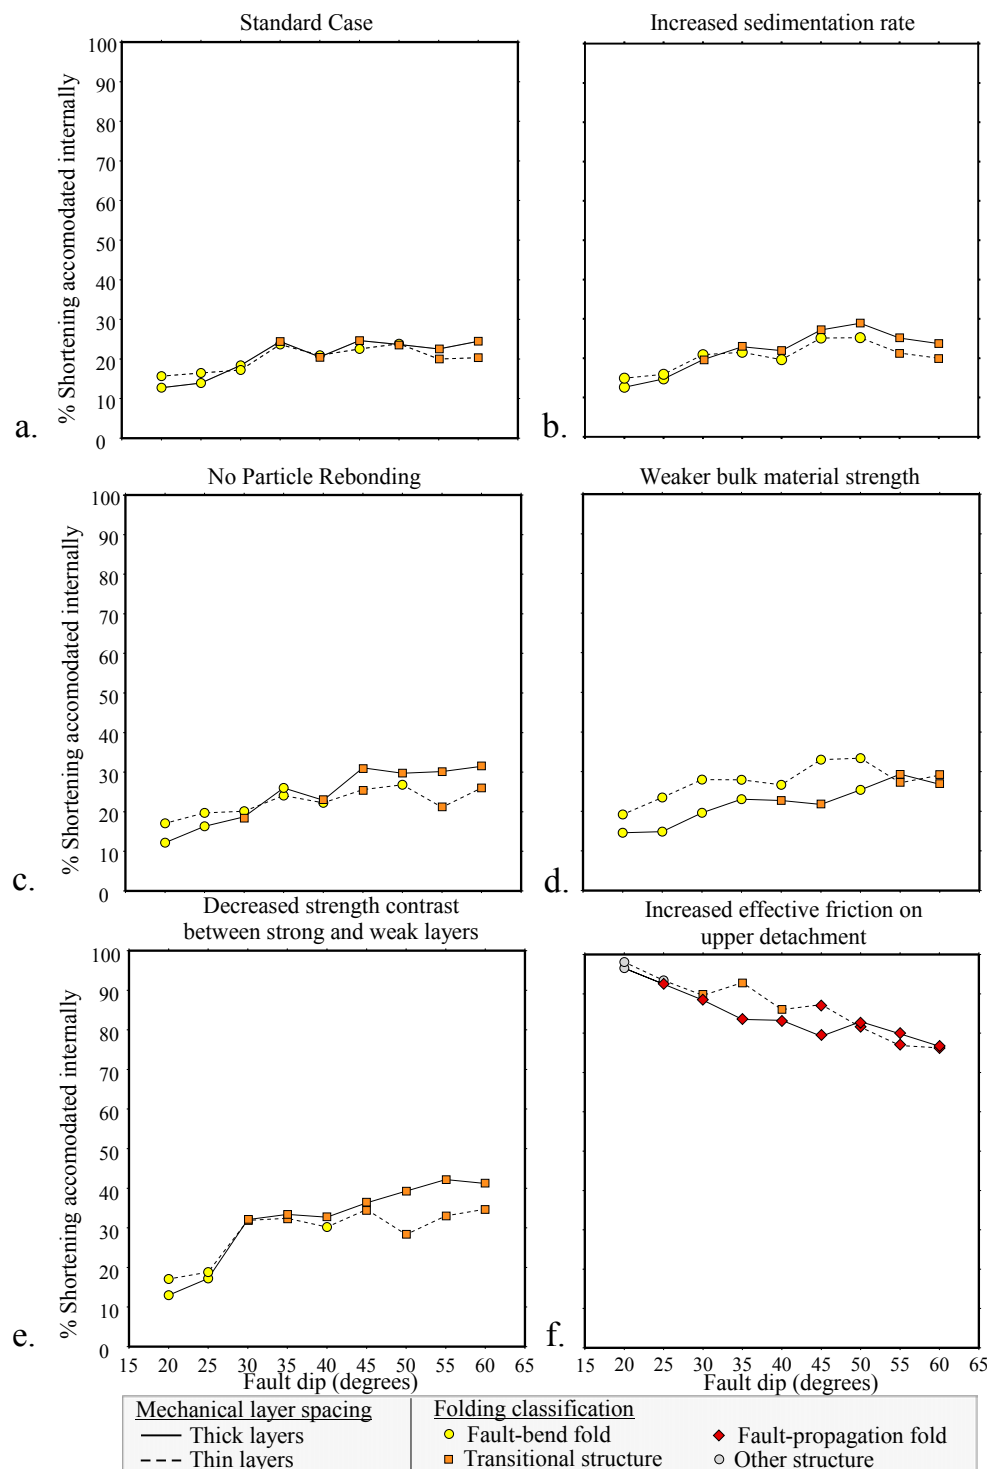 Standard Case
Increased sedimentation rate
100
90
80
70
60
50
40
30
20
10
0
% Shortening accomodated internally
a.
b.
No Particle Rebonding
Weaker bulk material strength
100
90
80
70
60
50
40
30
20
10
0
% Shortening accomodated internally
c.
d.
Decreased strength contrast
between strong and weak layers
Increased effective friction on
upper detachment
100
90
80
70
60
50
40
30
20
10
0
% Shortening accomodated internally
e.
f.
15 20 25 30 35 40 45 50 55 60 65
Fault dip (degrees)
15 20 25 30 35 40 45 50 55 60 65
Fault dip (degrees)
Mechanical layer spacing
Thick layers
Thin layers
Folding classification
Fault-bend fold
Transitional structure
Fault-propagation fold
Other structure